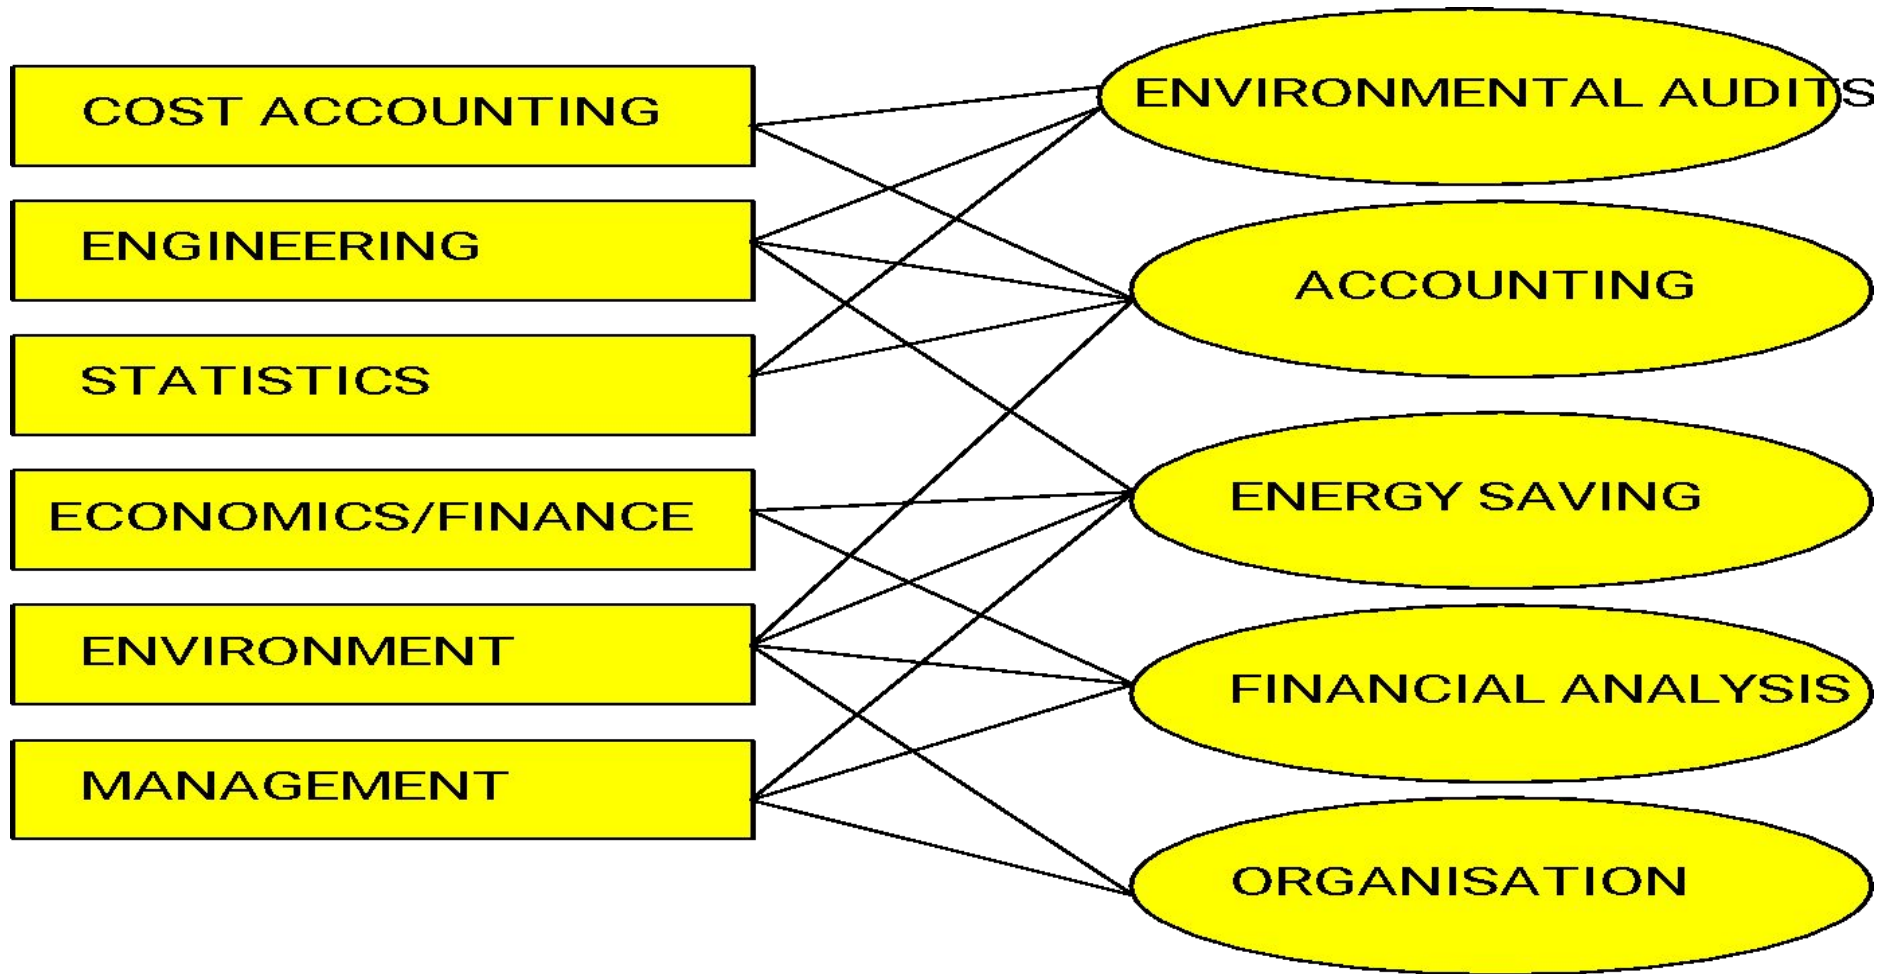 COST ACCOUNTING
ENGINEERING
STATISTICS
ECONOMICS/FINANCE
ENVIRONMENT
MANAGEMENT
ENVIRONMENTAL AUDITS
ACCOUNTING
ENERGY SAVING
FINANCIAL ANALYSIS
ORGANISATION